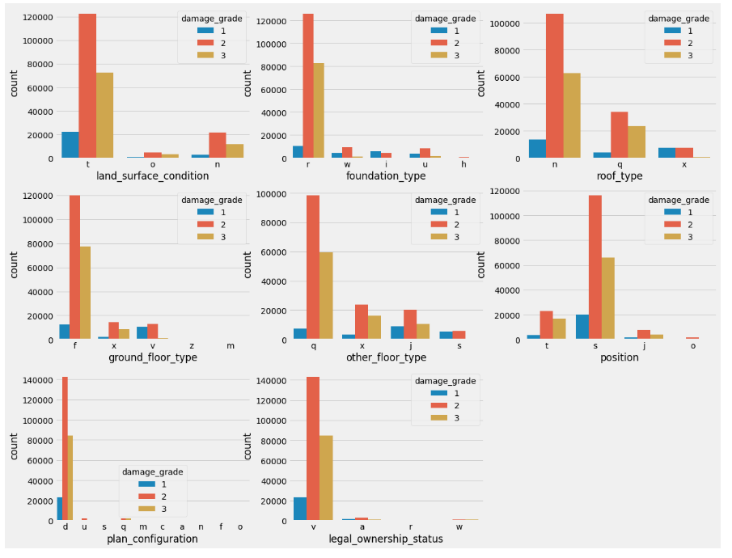 120000
100000
80000
60000
40000
20000
0
count
damage_grade
1
2
3
t
o
n
land_surface_condition
120000
100000
80000
60000
40000
20000
0
count
damage_grade
1
2
3
r
w
i
u
h
foundation_type
100000
80000
60000
40000
20000
0
count
damage_grade
1
2
3
n
q
x
roof_type
120000
100000
80000
60000
40000
20000
0
count
damage_grade
1
2
3
f
x
v
z
m
ground_floor_type
100000
80000
60000
40000
20000
0
count
damage_grade
1
2
3
q
x
j
s
other_floor_type
120000
100000
80000
60000
40000
20000
0
count
damage_grade
1
2
3
t
s
j
o
position
140000
120000
100000
80000
60000
40000
20000
0
count
damage_grade
1
2
3
d
u
s
q
m
c
a
n
f
o
plan_configuration
140000
120000
100000
80000
60000
40000
20000
0
count
damage_grade
1
2
3
v
a
r
w
legal_ownership_status